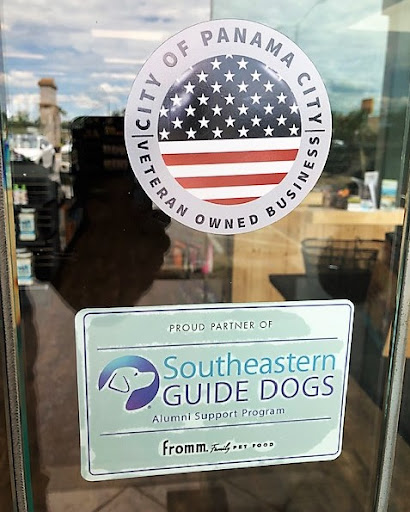 CITY OF PANAMA CITY
VETERAN OWNED BUSINESS
PROUD PARTNER OF
Southeastern
GUIDE DOGS
Alumni Support Program
fromm. Family PET FOOD